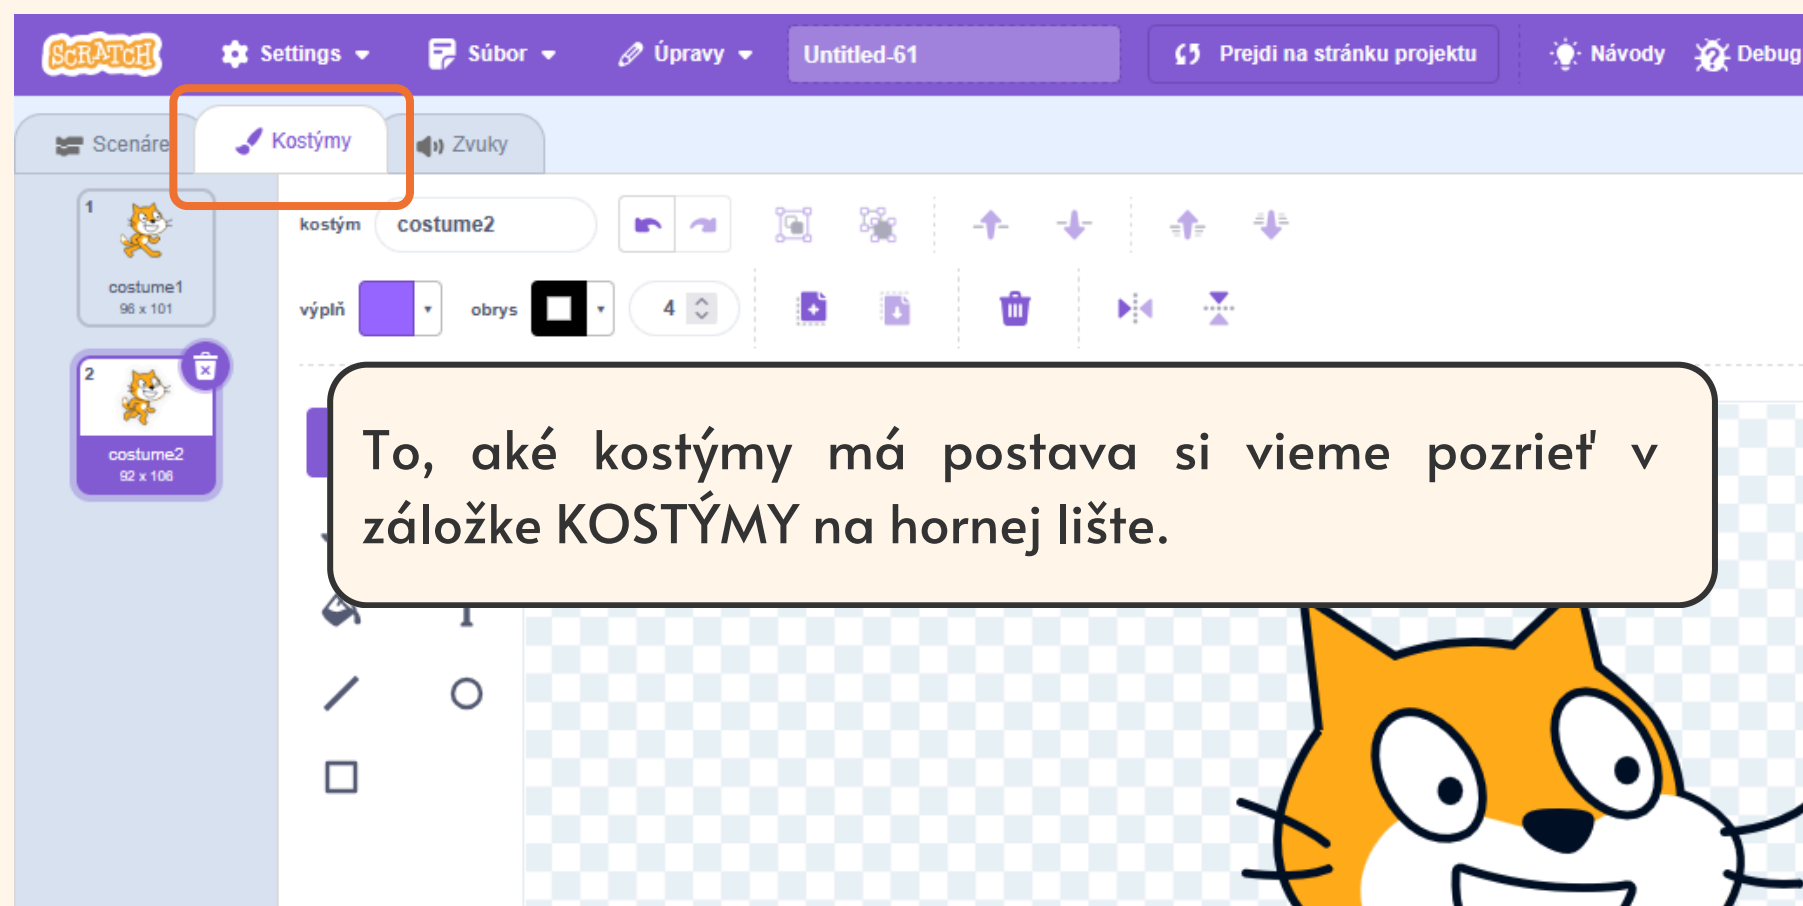 SCRATCH Settings Súbor Úpravy Untitled-61 Prejdi na stránku projektu Návody Debug
Scenáre Kostýmy Zvuky
1
costume1
96 x 101
2
costume2
92 x 106
kostým costume2
výplň obrys 4
To, aké kostýmy má postava si vieme pozrieť v
záložke KOSTÝMY na hornej lište.